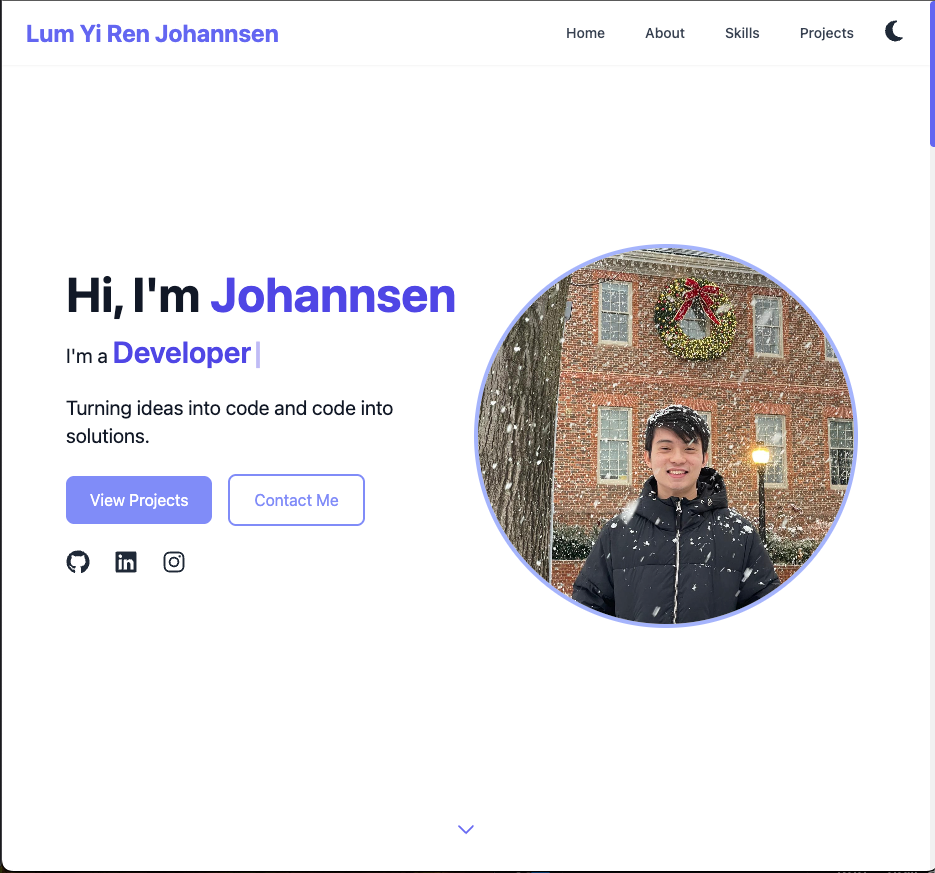 Lum Yi Ren Johannsen
Home About Skills Projects
Hi, I'm Johannsen
I'm a Developer
Turning ideas into code and code into
solutions.
View Projects Contact Me
in